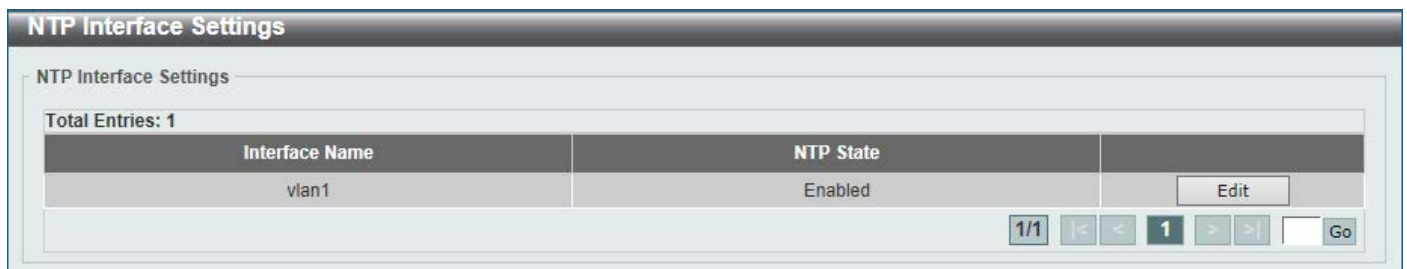 NTP Interface Settings
NTP Interface Settings
Total Entries: 1
Interface Name NTP State
vlan1 Enabled Edit
1/1 |< < 1 > >| Go